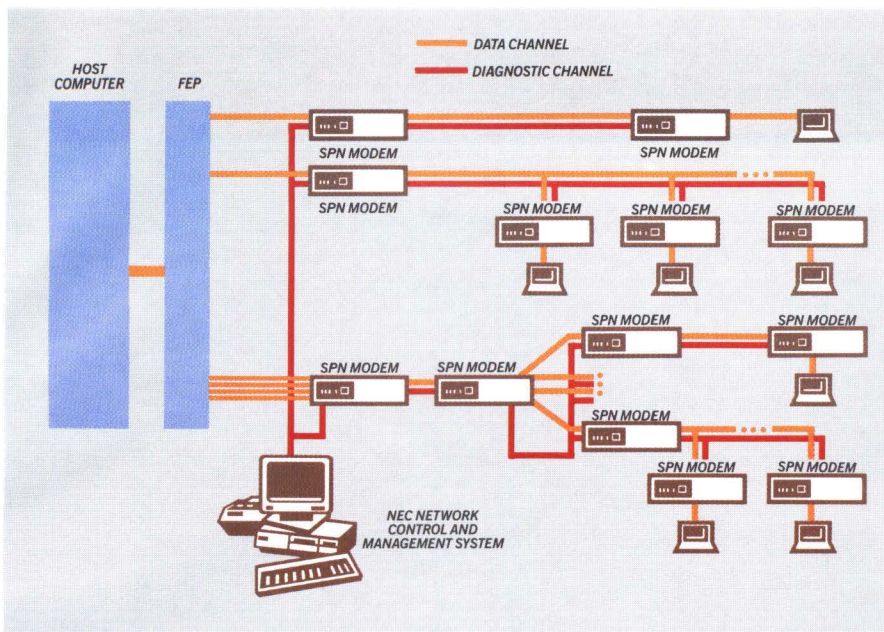 DATA CHANNEL
DIAGNOSTIC CHANNEL
HOST
COMPUTER
FEP
SPN MODEM
SPN MODEM
SPN MODEM
SPN MODEM
SPN MODEM
SPN MODEM
SPN MODEM
SPN MODEM
SPN MODEM
SPN MODEM
SPN MODEM
SPN MODEM
SPN MODEM
NEC NETWORK
CONTROL AND
MANAGEMENT SYSTEM